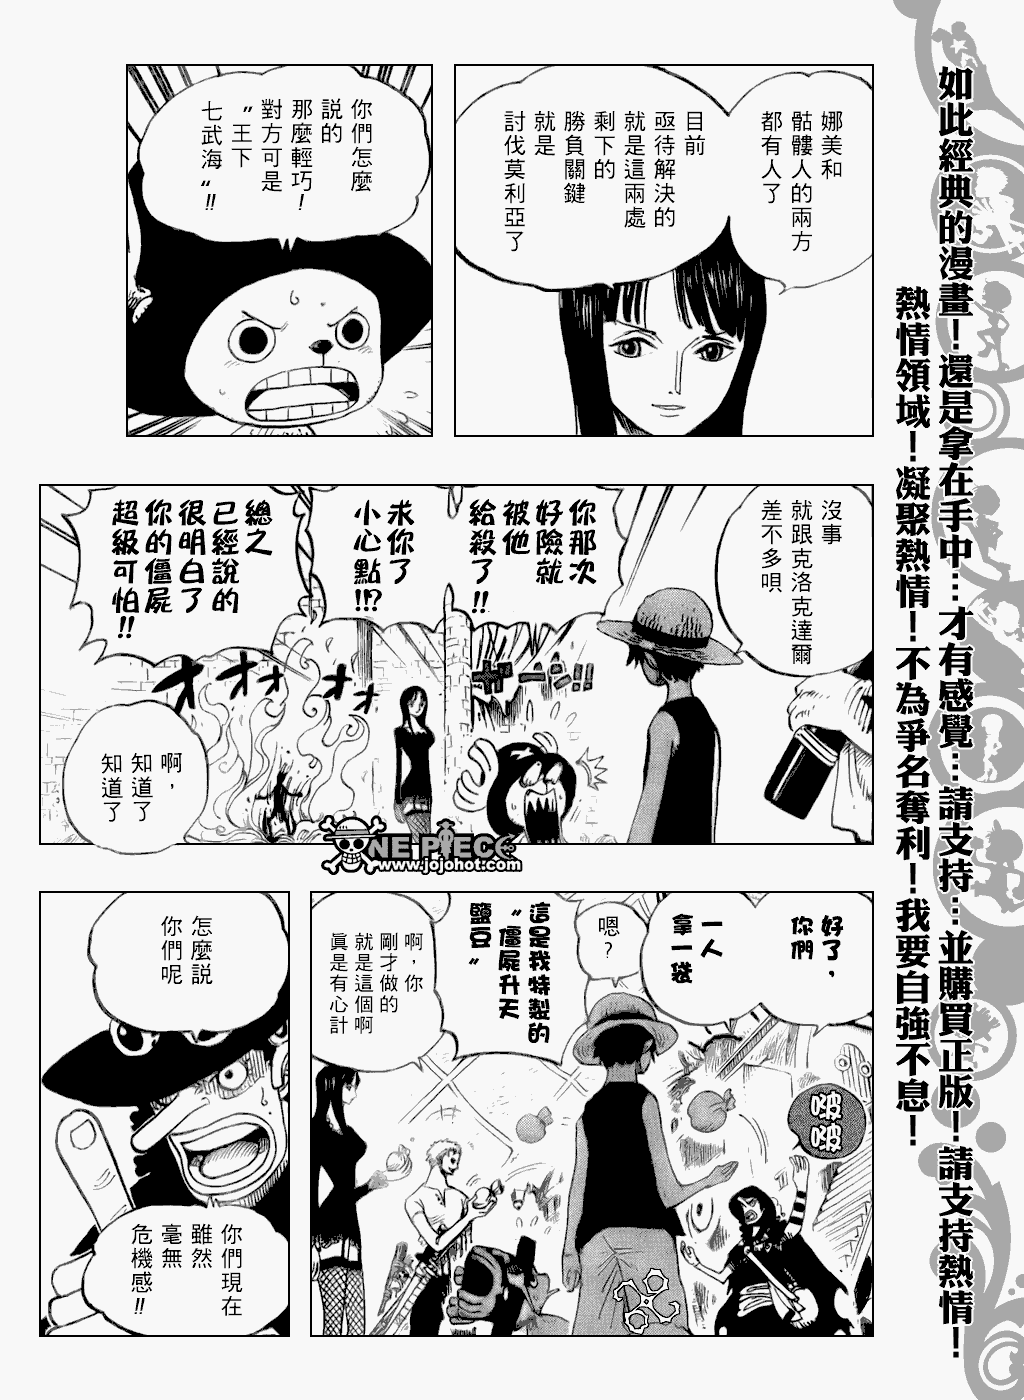 如此經典的漫畫！還是拿在手中…才有感覺…請支持…並購買正版！請支持熱情！
熱情領域！凝聚熱情！不為爭名奪利！我要自強不息！
娜美和
骷髏人的兩方
都有人了
目前
亟待解決的
就是這兩處
剩下的
勝負關鍵
就是
討伐莫利亞了
你們怎麼
說的
那麼輕巧！
對方可是
〝王下
七武海〞!!
沒事
就跟克洛克達爾
差不多唄
你那次
好險就
被他
給殺了!!
求你了
小心點!?
總之
已經說的
很明白了
你的僵屍
超級可怕!!
オオオオ
啊，
知道了
知道了
ONE PIECE
www.jojohot.com
好了，
你們
一人
拿一袋
嗯？
這是我特製的
〝僵屍升天
鹽豆〞
啊，你
剛才做的
就是這個啊
真是有心計
啵
啵
怎麼說
你們呢
你們現在
雖然
毫無
危機感!!